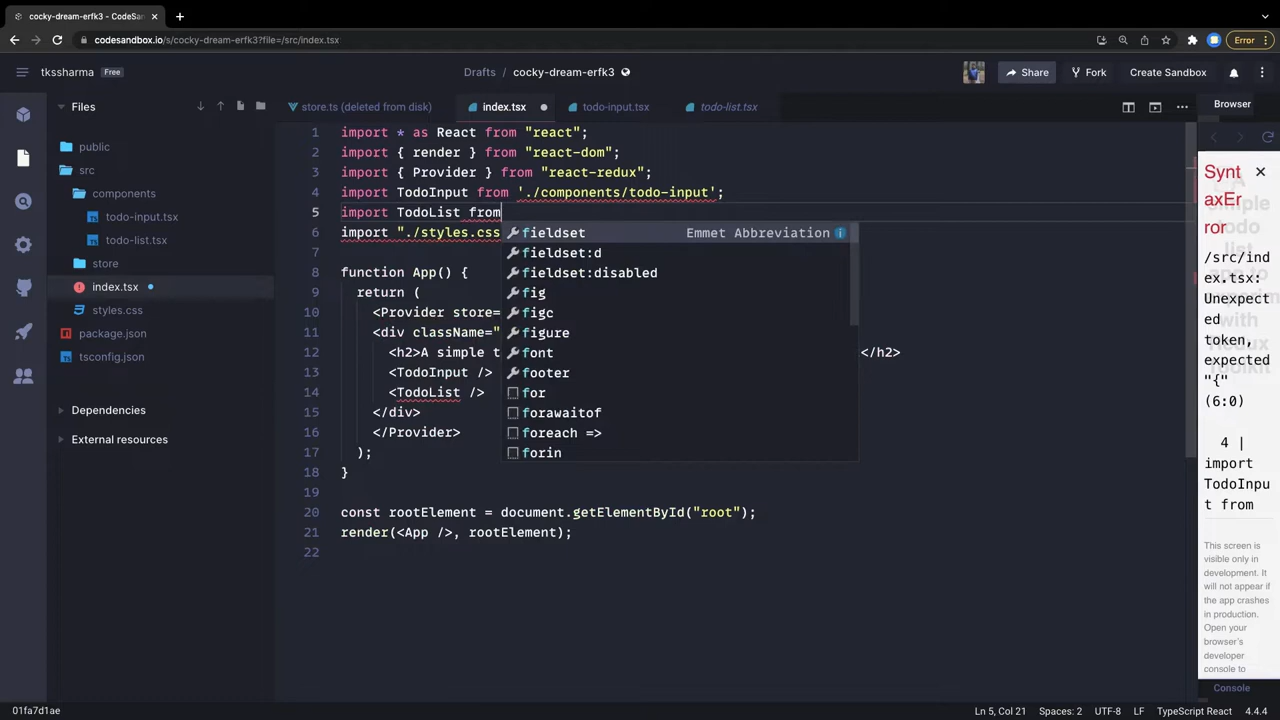 cocky-dream-erfk3 - CodeSan
codesandbox.io/s/cocky-dream-erfk3?file=/src/index.tsx
Error
tkssharma Free
Drafts / cocky-dream-erfk3
Share
Fork
Create Sandbox
Files
store.ts (deleted from disk)
index.tsx
todo-input.tsx
todo-list.tsx
Browser
public
src
components
todo-input.tsx
todo-list.tsx
store
index.tsx
styles.css
package.json
tsconfig.json
Dependencies
External resources
1 import * as React from "react";
2 import { render } from "react-dom";
3 import { Provider } from "react-redux";
4 import TodoInput from './components/todo-input';
5 import TodoList from
6 import "./styles.css
7
8 function App() {
9 return (
10 <Provider store=
11 <div className="
12 <h2>A simple t </h2>
13 <TodoInput />
14 <TodoList />
15 </div>
16 </Provider>
17 );
18 }
19
20 const rootElement = document.getElementById("root");
21 render(<App />, rootElement);
22
fieldset Emmet Abbreviation
fieldset:d
fieldset:disabled
fig
figc
figure
font
footer
for
forawaitof
foreach =>
forin
Synt
axEr
ror
/src/ind
ex.tsx:
Unexpect
ed
token,
expected
"{"
(6:0)
4 |
import
TodoInpu
t from
This screen is
visible only in
development. It
will not appear if
the app crashes
in production.
Open your
browser's
developer
console to
Console
01fa7d1ae
Ln 5, Col 21
Spaces: 2
UTF-8
LF
TypeScript React
4.4.4